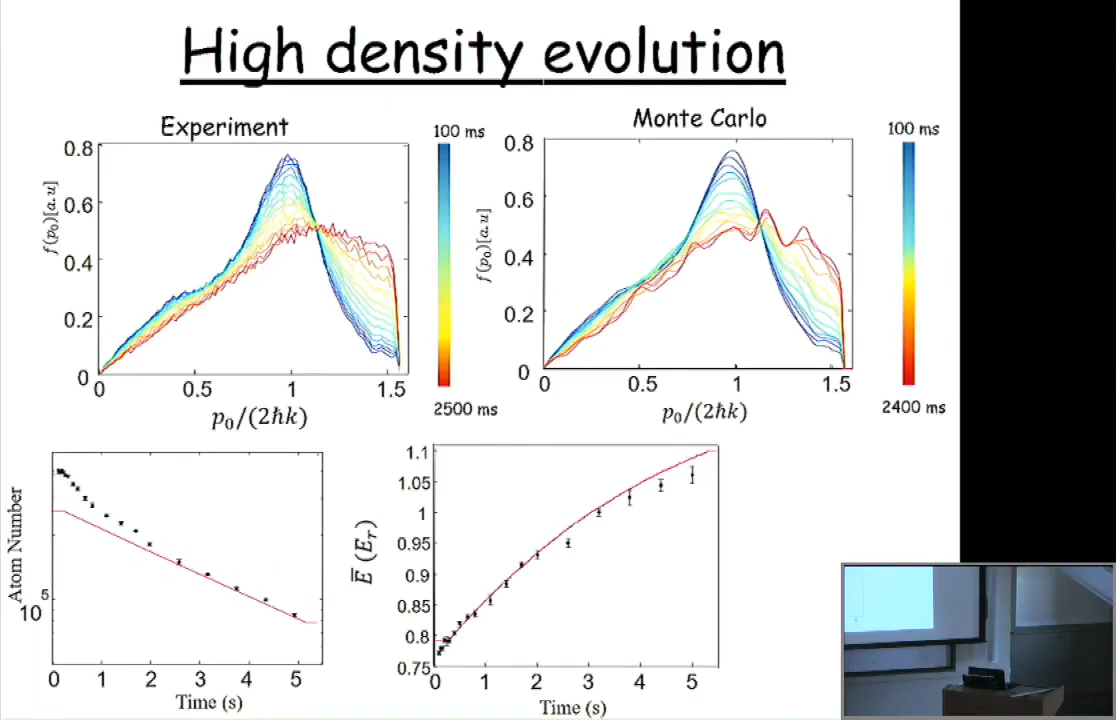 High density evolution
Experiment
Monte Carlo
100 ms
100 ms
f(p₀)[a.u]
0.8
0.6
0.4
0.2
0
0
0.5
1
1.5
p₀/(2ħk)
2500 ms
f(p₀)[a.u]
0.8
0.6
0.4
0.2
0
0
0.5
1
1.5
p₀/(2ħk)
2400 ms
Atom Number
10⁵
0
1
2
3
4
5
Time (s)
E̅ (Eᵣ)
1.1
1.05
1
0.95
0.9
0.85
0.8
0.75
0
1
2
3
4
5
Time (s)